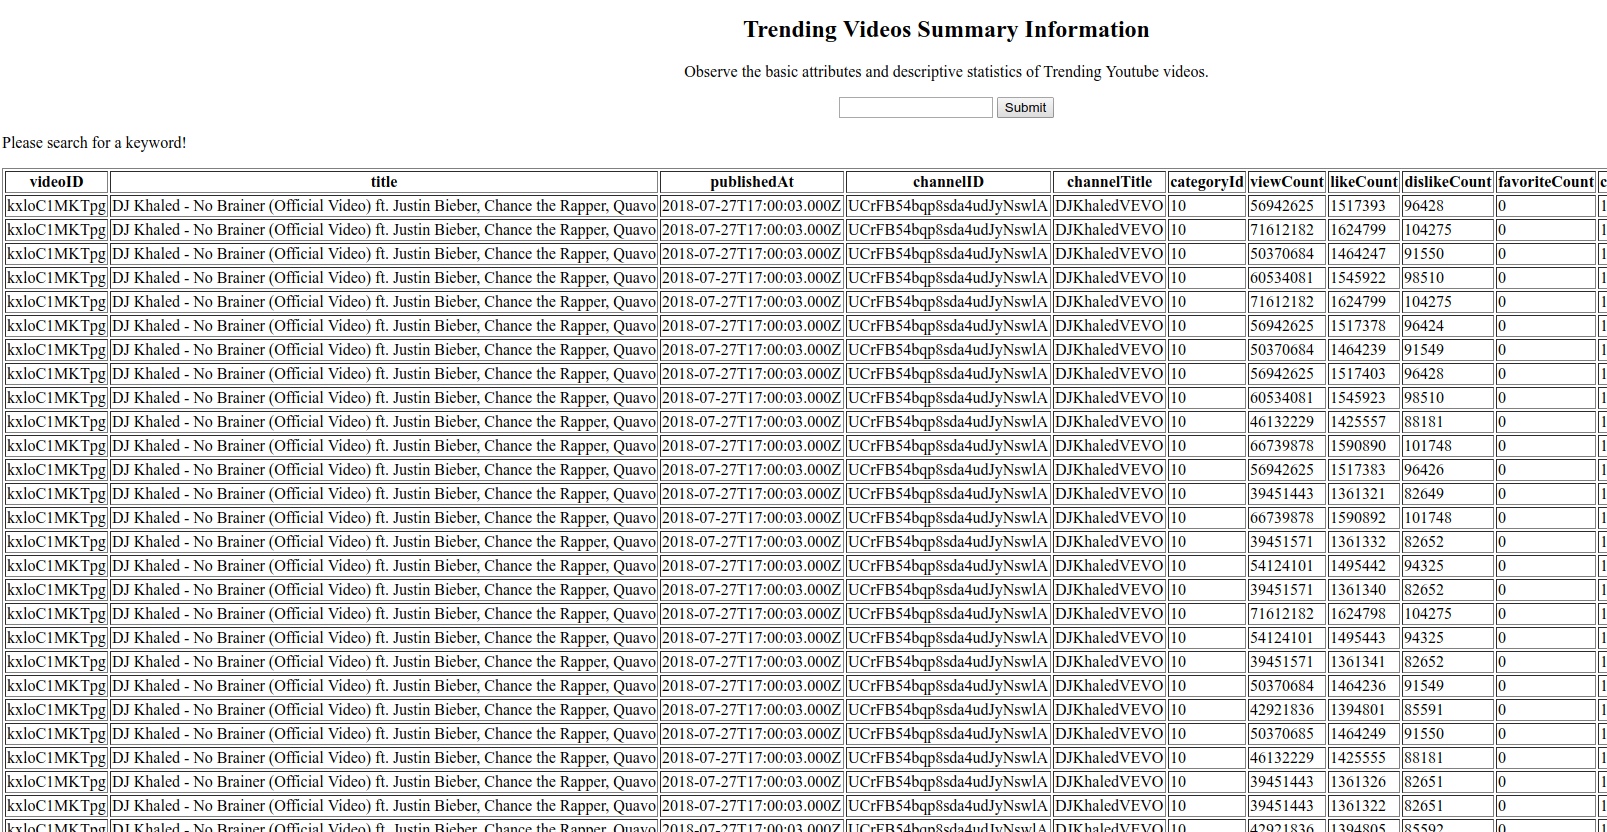 Trending Videos Summary Information
Observe the basic attributes and descriptive statistics of Trending Youtube videos.
Submit
Please search for a keyword!
videoID title publishedAt channelID channelTitle categoryId viewCount likeCount dislikeCount favoriteCount
kxloC1MKTpg DJ Khaled - No Brainer (Official Video) ft. Justin Bieber, Chance the Rapper, Quavo 2018-07-27T17:00:03.000Z UCrFB54bqp8sda4udJyNswlA DJKhaledVEVO 10 56942625 1517393 96428 0
kxloC1MKTpg DJ Khaled - No Brainer (Official Video) ft. Justin Bieber, Chance the Rapper, Quavo 2018-07-27T17:00:03.000Z UCrFB54bqp8sda4udJyNswlA DJKhaledVEVO 10 71612182 1624799 104275 0
kxloC1MKTpg DJ Khaled - No Brainer (Official Video) ft. Justin Bieber, Chance the Rapper, Quavo 2018-07-27T17:00:03.000Z UCrFB54bqp8sda4udJyNswlA DJKhaledVEVO 10 50370684 1464247 91550 0
kxloC1MKTpg DJ Khaled - No Brainer (Official Video) ft. Justin Bieber, Chance the Rapper, Quavo 2018-07-27T17:00:03.000Z UCrFB54bqp8sda4udJyNswlA DJKhaledVEVO 10 60534081 1545922 98510 0
kxloC1MKTpg DJ Khaled - No Brainer (Official Video) ft. Justin Bieber, Chance the Rapper, Quavo 2018-07-27T17:00:03.000Z UCrFB54bqp8sda4udJyNswlA DJKhaledVEVO 10 71612182 1624799 104275 0
kxloC1MKTpg DJ Khaled - No Brainer (Official Video) ft. Justin Bieber, Chance the Rapper, Quavo 2018-07-27T17:00:03.000Z UCrFB54bqp8sda4udJyNswlA DJKhaledVEVO 10 56942625 1517378 96424 0
kxloC1MKTpg DJ Khaled - No Brainer (Official Video) ft. Justin Bieber, Chance the Rapper, Quavo 2018-07-27T17:00:03.000Z UCrFB54bqp8sda4udJyNswlA DJKhaledVEVO 10 50370684 1464239 91549 0
kxloC1MKTpg DJ Khaled - No Brainer (Official Video) ft. Justin Bieber, Chance the Rapper, Quavo 2018-07-27T17:00:03.000Z UCrFB54bqp8sda4udJyNswlA DJKhaledVEVO 10 56942625 1517403 96428 0
kxloC1MKTpg DJ Khaled - No Brainer (Official Video) ft. Justin Bieber, Chance the Rapper, Quavo 2018-07-27T17:00:03.000Z UCrFB54bqp8sda4udJyNswlA DJKhaledVEVO 10 60534081 1545923 98510 0
kxloC1MKTpg DJ Khaled - No Brainer (Official Video) ft. Justin Bieber, Chance the Rapper, Quavo 2018-07-27T17:00:03.000Z UCrFB54bqp8sda4udJyNswlA DJKhaledVEVO 10 46132229 1425557 88181 0
kxloC1MKTpg DJ Khaled - No Brainer (Official Video) ft. Justin Bieber, Chance the Rapper, Quavo 2018-07-27T17:00:03.000Z UCrFB54bqp8sda4udJyNswlA DJKhaledVEVO 10 66739878 1590890 101748 0
kxloC1MKTpg DJ Khaled - No Brainer (Official Video) ft. Justin Bieber, Chance the Rapper, Quavo 2018-07-27T17:00:03.000Z UCrFB54bqp8sda4udJyNswlA DJKhaledVEVO 10 56942625 1517383 96426 0
kxloC1MKTpg DJ Khaled - No Brainer (Official Video) ft. Justin Bieber, Chance the Rapper, Quavo 2018-07-27T17:00:03.000Z UCrFB54bqp8sda4udJyNswlA DJKhaledVEVO 10 39451443 1361321 82649 0
kxloC1MKTpg DJ Khaled - No Brainer (Official Video) ft. Justin Bieber, Chance the Rapper, Quavo 2018-07-27T17:00:03.000Z UCrFB54bqp8sda4udJyNswlA DJKhaledVEVO 10 66739878 1590892 101748 0
kxloC1MKTpg DJ Khaled - No Brainer (Official Video) ft. Justin Bieber, Chance the Rapper, Quavo 2018-07-27T17:00:03.000Z UCrFB54bqp8sda4udJyNswlA DJKhaledVEVO 10 39451571 1361332 82652 0
kxloC1MKTpg DJ Khaled - No Brainer (Official Video) ft. Justin Bieber, Chance the Rapper, Quavo 2018-07-27T17:00:03.000Z UCrFB54bqp8sda4udJyNswlA DJKhaledVEVO 10 54124101 1495442 94325 0
kxloC1MKTpg DJ Khaled - No Brainer (Official Video) ft. Justin Bieber, Chance the Rapper, Quavo 2018-07-27T17:00:03.000Z UCrFB54bqp8sda4udJyNswlA DJKhaledVEVO 10 39451571 1361340 82652 0
kxloC1MKTpg DJ Khaled - No Brainer (Official Video) ft. Justin Bieber, Chance the Rapper, Quavo 2018-07-27T17:00:03.000Z UCrFB54bqp8sda4udJyNswlA DJKhaledVEVO 10 71612182 1624798 104275 0
kxloC1MKTpg DJ Khaled - No Brainer (Official Video) ft. Justin Bieber, Chance the Rapper, Quavo 2018-07-27T17:00:03.000Z UCrFB54bqp8sda4udJyNswlA DJKhaledVEVO 10 54124101 1495443 94325 0
kxloC1MKTpg DJ Khaled - No Brainer (Official Video) ft. Justin Bieber, Chance the Rapper, Quavo 2018-07-27T17:00:03.000Z UCrFB54bqp8sda4udJyNswlA DJKhaledVEVO 10 39451571 1361341 82652 0
kxloC1MKTpg DJ Khaled - No Brainer (Official Video) ft. Justin Bieber, Chance the Rapper, Quavo 2018-07-27T17:00:03.000Z UCrFB54bqp8sda4udJyNswlA DJKhaledVEVO 10 50370684 1464236 91549 0
kxloC1MKTpg DJ Khaled - No Brainer (Official Video) ft. Justin Bieber, Chance the Rapper, Quavo 2018-07-27T17:00:03.000Z UCrFB54bqp8sda4udJyNswlA DJKhaledVEVO 10 42921836 1394801 85591 0
kxloC1MKTpg DJ Khaled - No Brainer (Official Video) ft. Justin Bieber, Chance the Rapper, Quavo 2018-07-27T17:00:03.000Z UCrFB54bqp8sda4udJyNswlA DJKhaledVEVO 10 50370685 1464249 91550 0
kxloC1MKTpg DJ Khaled - No Brainer (Official Video) ft. Justin Bieber, Chance the Rapper, Quavo 2018-07-27T17:00:03.000Z UCrFB54bqp8sda4udJyNswlA DJKhaledVEVO 10 46132229 1425555 88181 0
kxloC1MKTpg DJ Khaled - No Brainer (Official Video) ft. Justin Bieber, Chance the Rapper, Quavo 2018-07-27T17:00:03.000Z UCrFB54bqp8sda4udJyNswlA DJKhaledVEVO 10 39451443 1361326 82651 0
kxloC1MKTpg DJ Khaled - No Brainer (Official Video) ft. Justin Bieber, Chance the Rapper, Quavo 2018-07-27T17:00:03.000Z UCrFB54bqp8sda4udJyNswlA DJKhaledVEVO 10 39451443 1361322 82651 0
kxloC1MKTpg DJ Khaled - No Brainer (Official Video) ft. Justin Bieber, Chance the Rapper, Quavo 2018-07-27T17:00:03.000Z UCrFB54bqp8sda4udJyNswlA DJKhaledVEVO 10 42921836 1394805 85592 0